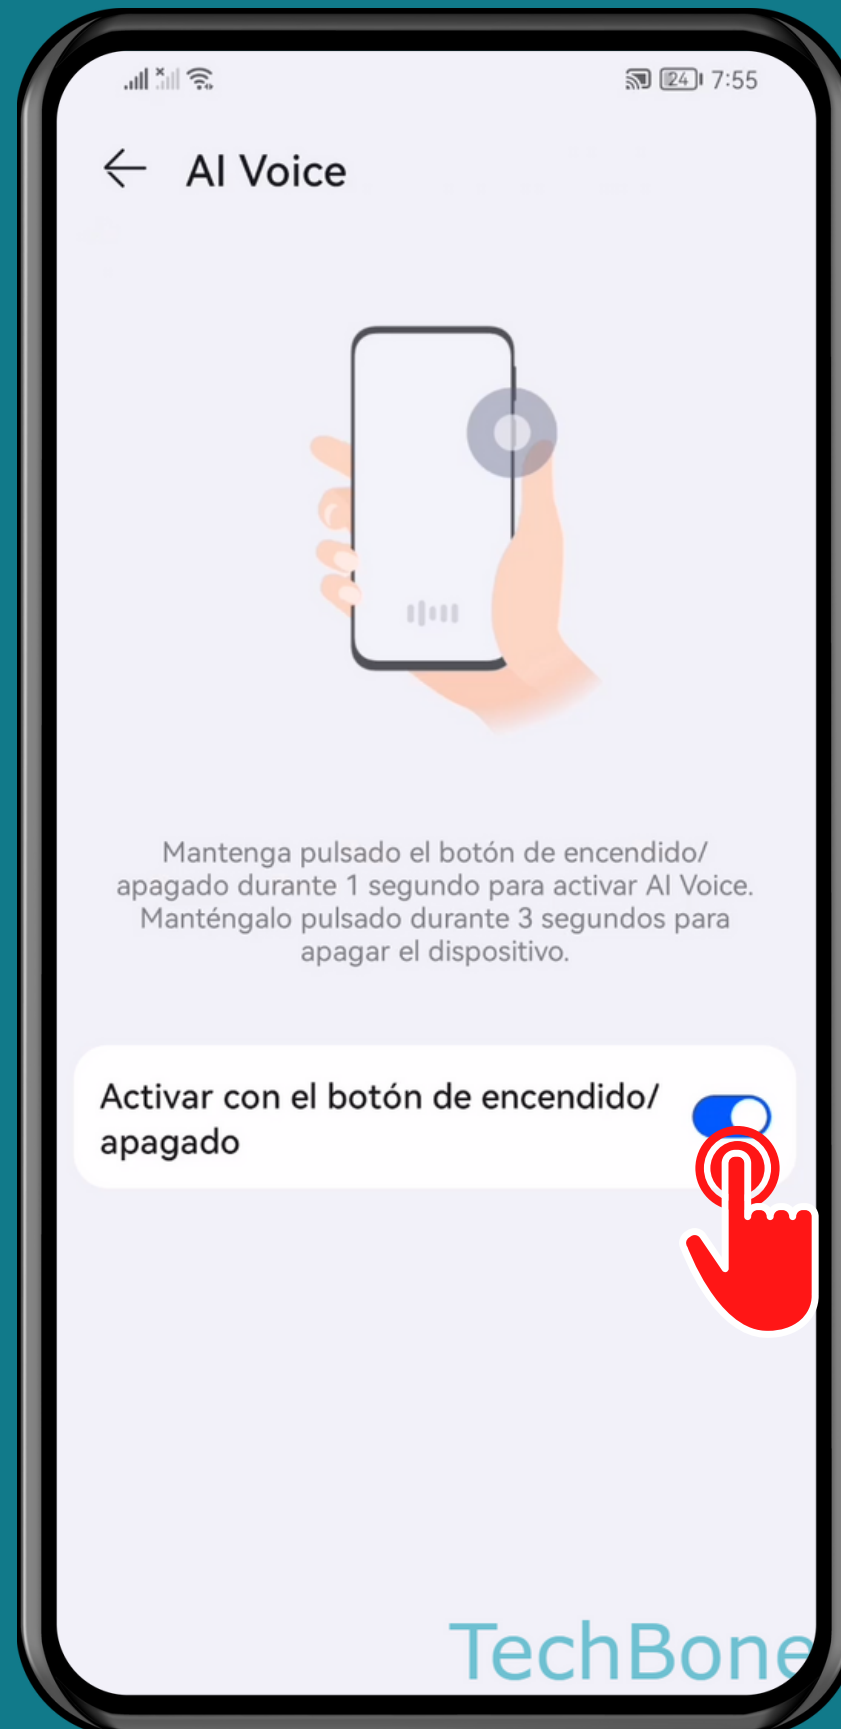 24 7:55
AI Voice
Mantenga pulsado el botón de encendido/
apagado durante 1 segundo para activar AI Voice.
Manténgalo pulsado durante 3 segundos para
apagar el dispositivo.
Activar con el botón de encendido/
apagado
TechBone